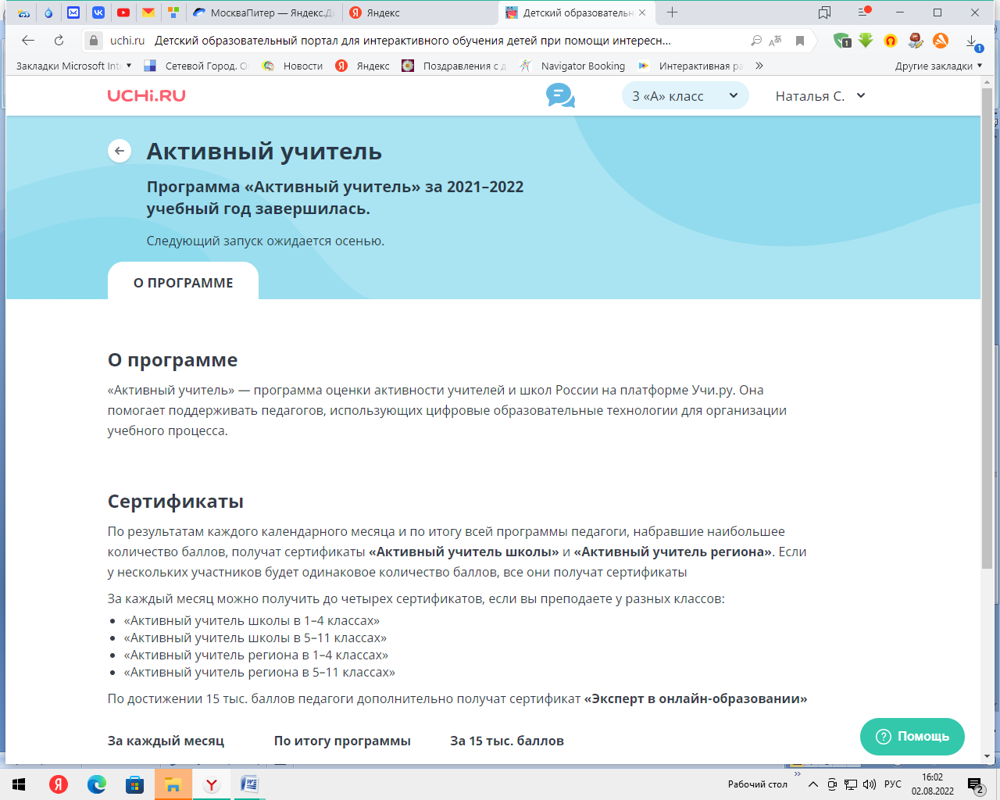 МоскваПитер — Яндекс.Д
Яндекс
Детский образовательн
uchi.ru Детский образовательный портал для интерактивного обучения детей при помощи интересн...
1
1
Закладки Microsoft Int
Сетевой Город. О
Новости
Яндекс
Поздравления с д
Navigator Booking
Интерактивная ра
Другие закладки
UCHi.RU
3 «А» класс
Наталья С.
Активный учитель
Программа «Активный учитель» за 2021–2022
учебный год завершилась.
Следующий запуск ожидается осенью.
О ПРОГРАММЕ
О программе
«Активный учитель» — программа оценки активности учителей и школ России на платформе Учи.ру. Она
помогает поддерживать педагогов, использующих цифровые образовательные технологии для организации
учебного процесса.
Сертификаты
По результатам каждого календарного месяца и по итогу всей программы педагоги, набравшие наибольшее
количество баллов, получат сертификаты «Активный учитель школы» и «Активный учитель региона». Если
у нескольких участников будет одинаковое количество баллов, все они получат сертификаты
За каждый месяц можно получить до четырех сертификатов, если вы преподаете у разных классов:
• «Активный учитель школы в 1–4 классах»
• «Активный учитель школы в 5–11 классах»
• «Активный учитель региона в 1–4 классах»
• «Активный учитель региона в 5–11 классах»
По достижении 15 тыс. баллов педагоги дополнительно получат сертификат «Эксперт в онлайн-образовании»
За каждый месяц
По итогу программы
За 15 тыс. баллов
Помощь
Рабочий стол
РУС
16:02
02.08.2022
2